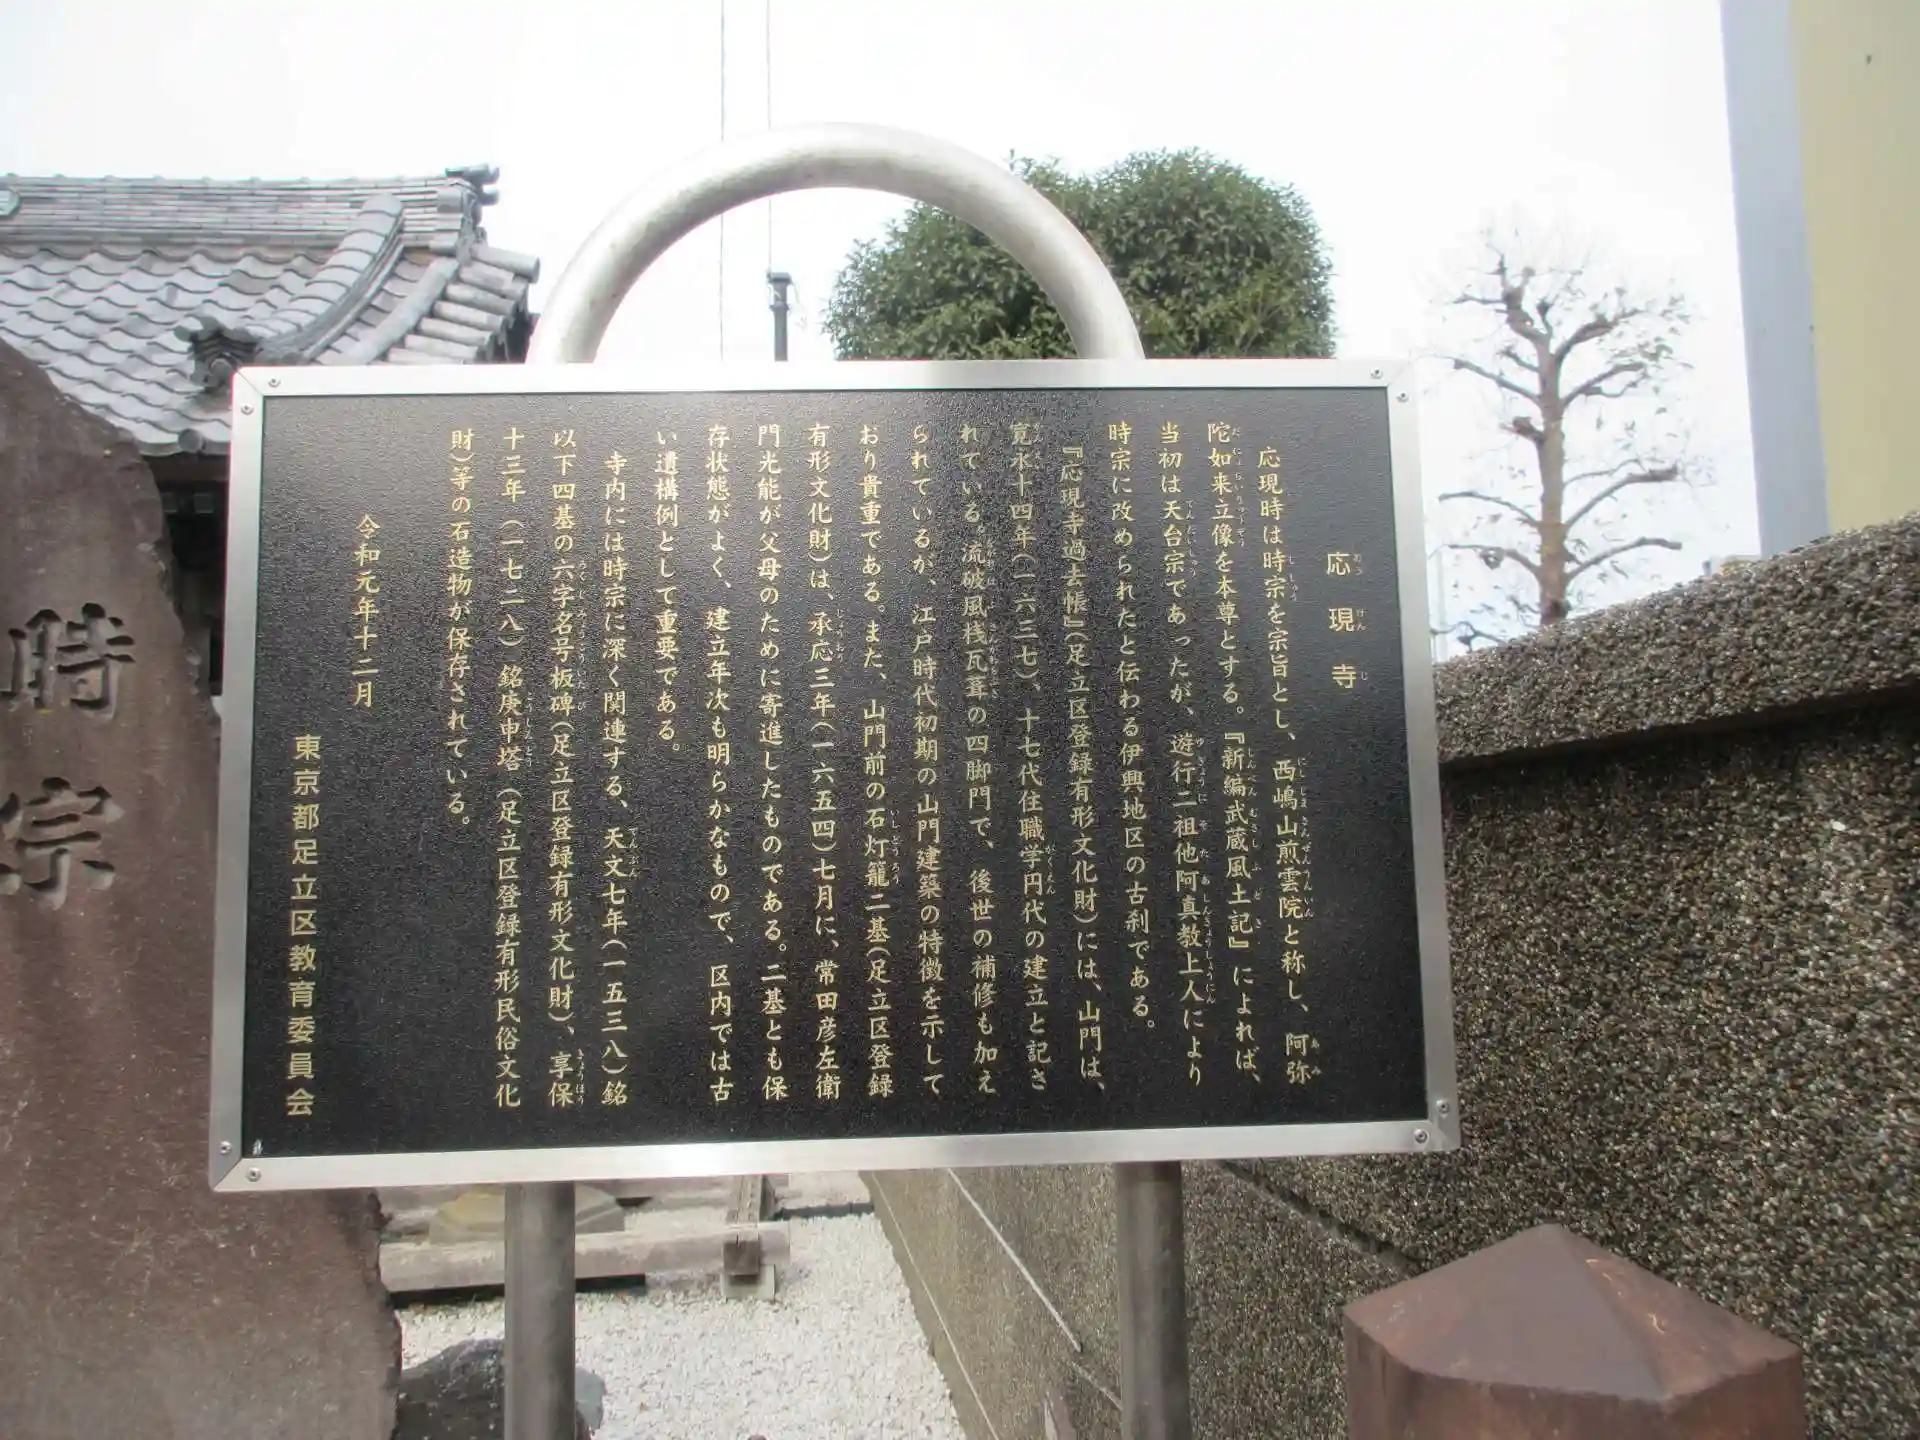 応現寺
応現時は時宗を宗旨とし、西嶋山煎雲院と称し、阿弥
陀如来立像を本尊とする。『新編武蔵風土記』によれば、
当初は天台宗であったが、遊行二祖他阿真教上人により
時宗に改められたと伝わる伊興地区の古刹である。
『応現寺過去帳』(足立区登録有形文化財)には、山門は、
寛永十四年(一六三七)、十七代住職学円代の建立と記さ
れている。流破風桟瓦葺の四脚門で、後世の補修も加え
られているが、江戸時代初期の山門建築の特徴を示して
おり貴重である。また、山門前の石灯籠二基(足立区登録
有形文化財)は、承応三年(一六五四)七月に、常田彦左衛
門光能が父母のために寄進したものである。二基とも保
存状態がよく、建立年次も明らかなもので、区内では古
い遺構例として重要である。
寺内には時宗に深く関連する、天文七年(一五三八)銘
以下四基の六字名号板碑(足立区登録有形文化財)、享保
十三年(一七二八)銘庚申塔(足立区登録有形民俗文化
財)等の石造物が保存されている。
令和元年十二月
東京都足立区教育委員会
時宗